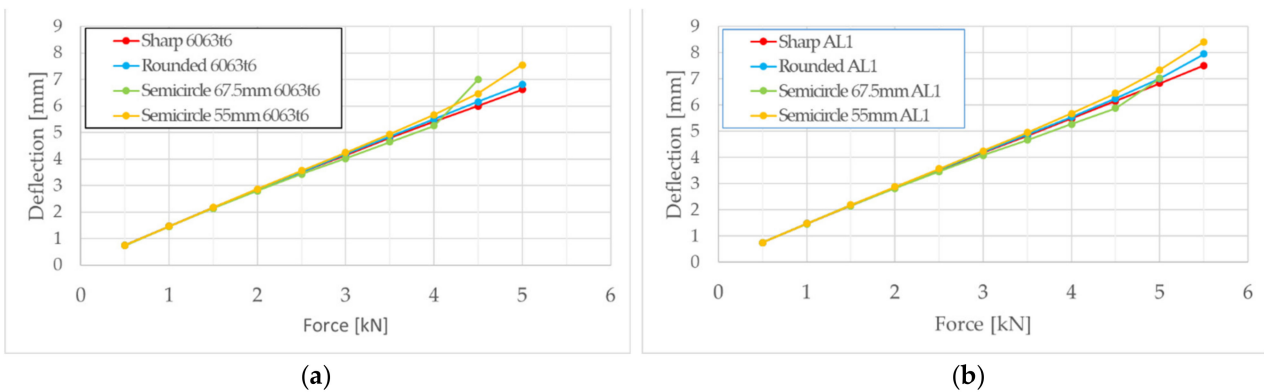 9
8
7
6
5
4
3
2
1
0
Deflection [mm]
Sharp 6063t6
Rounded 6063t6
Semicircle 67.5mm 6063t6
Semicircle 55mm 6063t6
0 1 2 3 4 5 6
Force [kN]
(a)
9
8
7
6
5
4
3
2
1
0
Deflection [mm]
Sharp AL1
Rounded AL1
Semicircle 67.5mm AL1
Semicircle 55mm AL1
0 1 2 3 4 5 6
Force [kN]
(b)